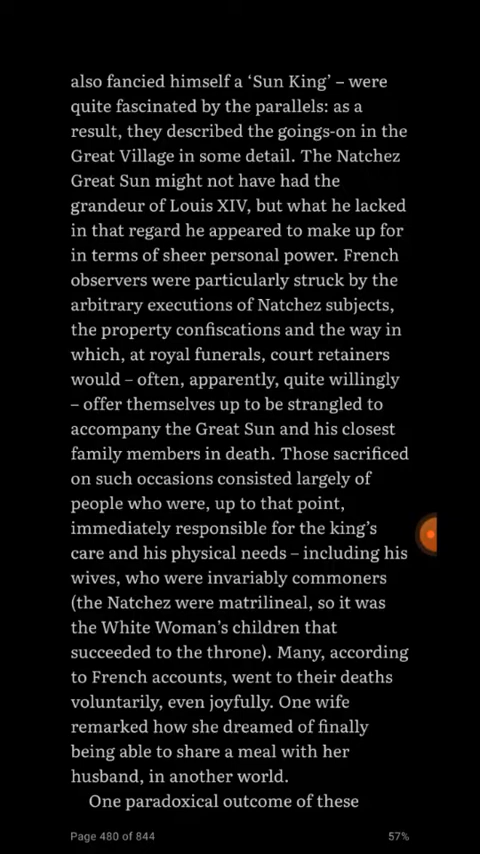 also fancied himself a ‘Sun King’ – were
quite fascinated by the parallels: as a
result, they described the goings-on in the
Great Village in some detail. The Natchez
Great Sun might not have had the
grandeur of Louis XIV, but what he lacked
in that regard he appeared to make up for
in terms of sheer personal power. French
observers were particularly struck by the
arbitrary executions of Natchez subjects,
the property confiscations and the way in
which, at royal funerals, court retainers
would – often, apparently, quite willingly
– offer themselves up to be strangled to
accompany the Great Sun and his closest
family members in death. Those sacrificed
on such occasions consisted largely of
people who were, up to that point,
immediately responsible for the king’s
care and his physical needs – including his
wives, who were invariably commoners
(the Natchez were matrilineal, so it was
the White Woman’s children that
succeeded to the throne). Many, according
to French accounts, went to their deaths
voluntarily, even joyfully. One wife
remarked how she dreamed of finally
being able to share a meal with her
husband, in another world.
One paradoxical outcome of these
Page 480 of 844 57%